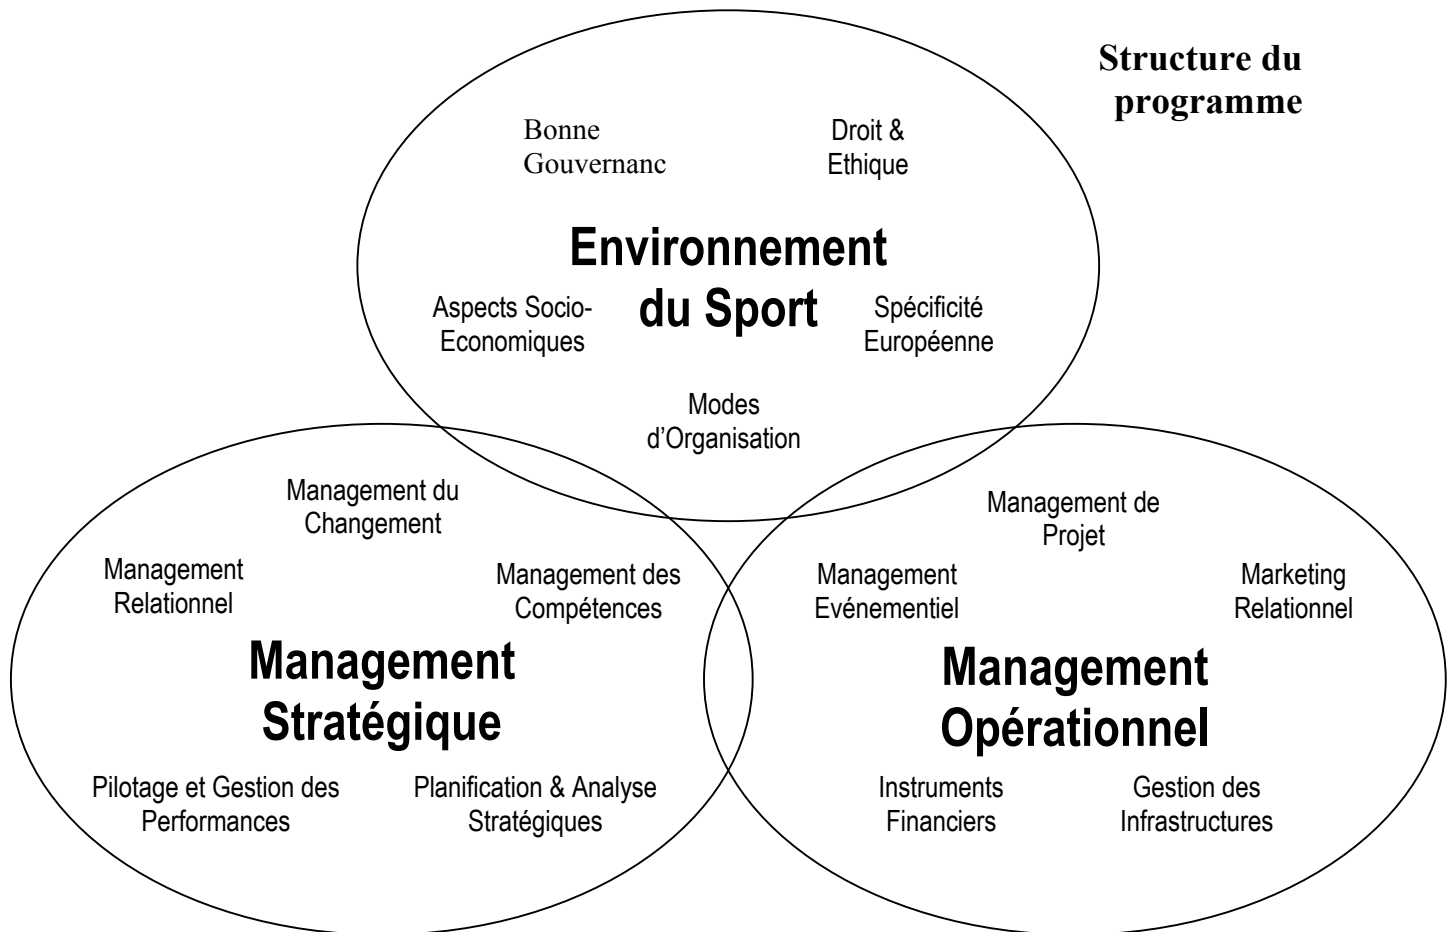 Structure du
programme
Bonne
Gouvernanc
Droit &
Ethique
Environnement
du Sport
Aspects Socio-
Economiques
Spécificité
Européenne
Modes
d’Organisation
Management du
Changement
Management
Relationnel
Management des
Compétences
Management
Stratégique
Pilotage et Gestion des
Performances
Planification & Analyse
Stratégiques
Management de
Projet
Management
Evénementiel
Marketing
Relationnel
Management
Opérationnel
Instruments
Financiers
Gestion des
Infrastructures